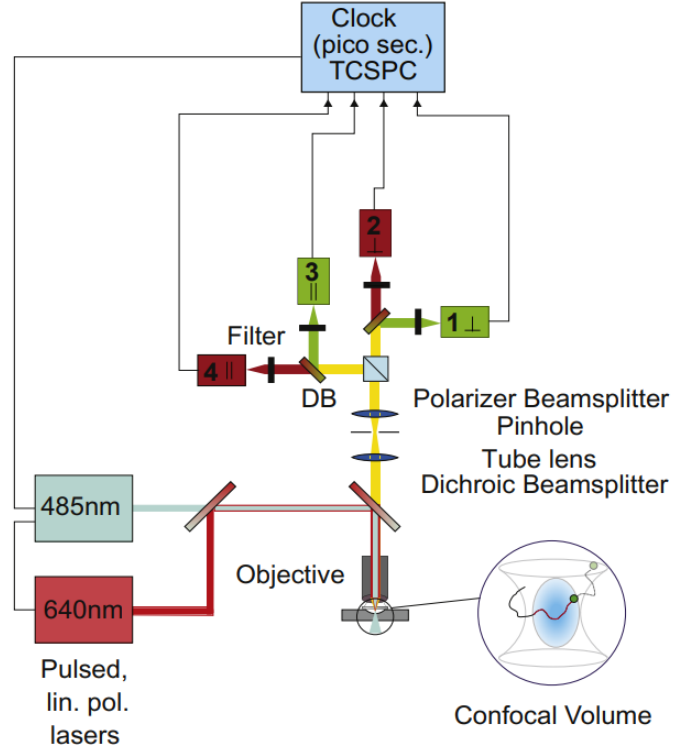 Clock
(pico sec.)
TCSPC
2
⊥
3
||
1 ⊥
Filter
4 ||
DB
Polarizer Beamsplitter
Pinhole
Tube lens
Dichroic Beamsplitter
485nm
Objective
640nm
Pulsed,
lin. pol.
lasers
Confocal Volume